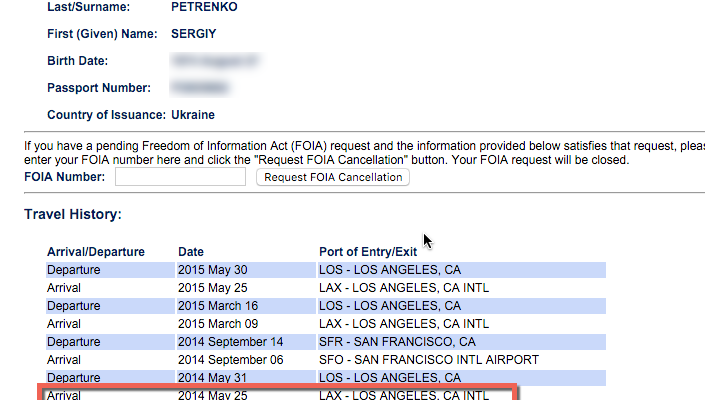 Last/Surname: PETRENKO
First (Given) Name: SERGIY
Birth Date:
Passport Number:
Country of Issuance: Ukraine
If you have a pending Freedom of Information Act (FOIA) request and the information provided below satisfies that request,
enter your FOIA number here and click the "Request FOIA Cancellation" button. Your FOIA request will be closed.
FOIA Number: Request FOIA Cancellation
Travel History:
Arrival/Departure Date Port of Entry/Exit
Departure 2015 May 30 LOS - LOS ANGELES, CA
Arrival 2015 May 25 LAX - LOS ANGELES, CA INTL
Departure 2015 March 16 LOS - LOS ANGELES, CA
Arrival 2015 March 09 LAX - LOS ANGELES, CA INTL
Departure 2014 September 14 SFR - SAN FRANCISCO, CA
Arrival 2014 September 06 SFO - SAN FRANCISCO INTL AIRPORT
Departure 2014 May 31 LOS - LOS ANGELES, CA
Arrival 2014 May 25 LAX - LOS ANGELES, CA INTL